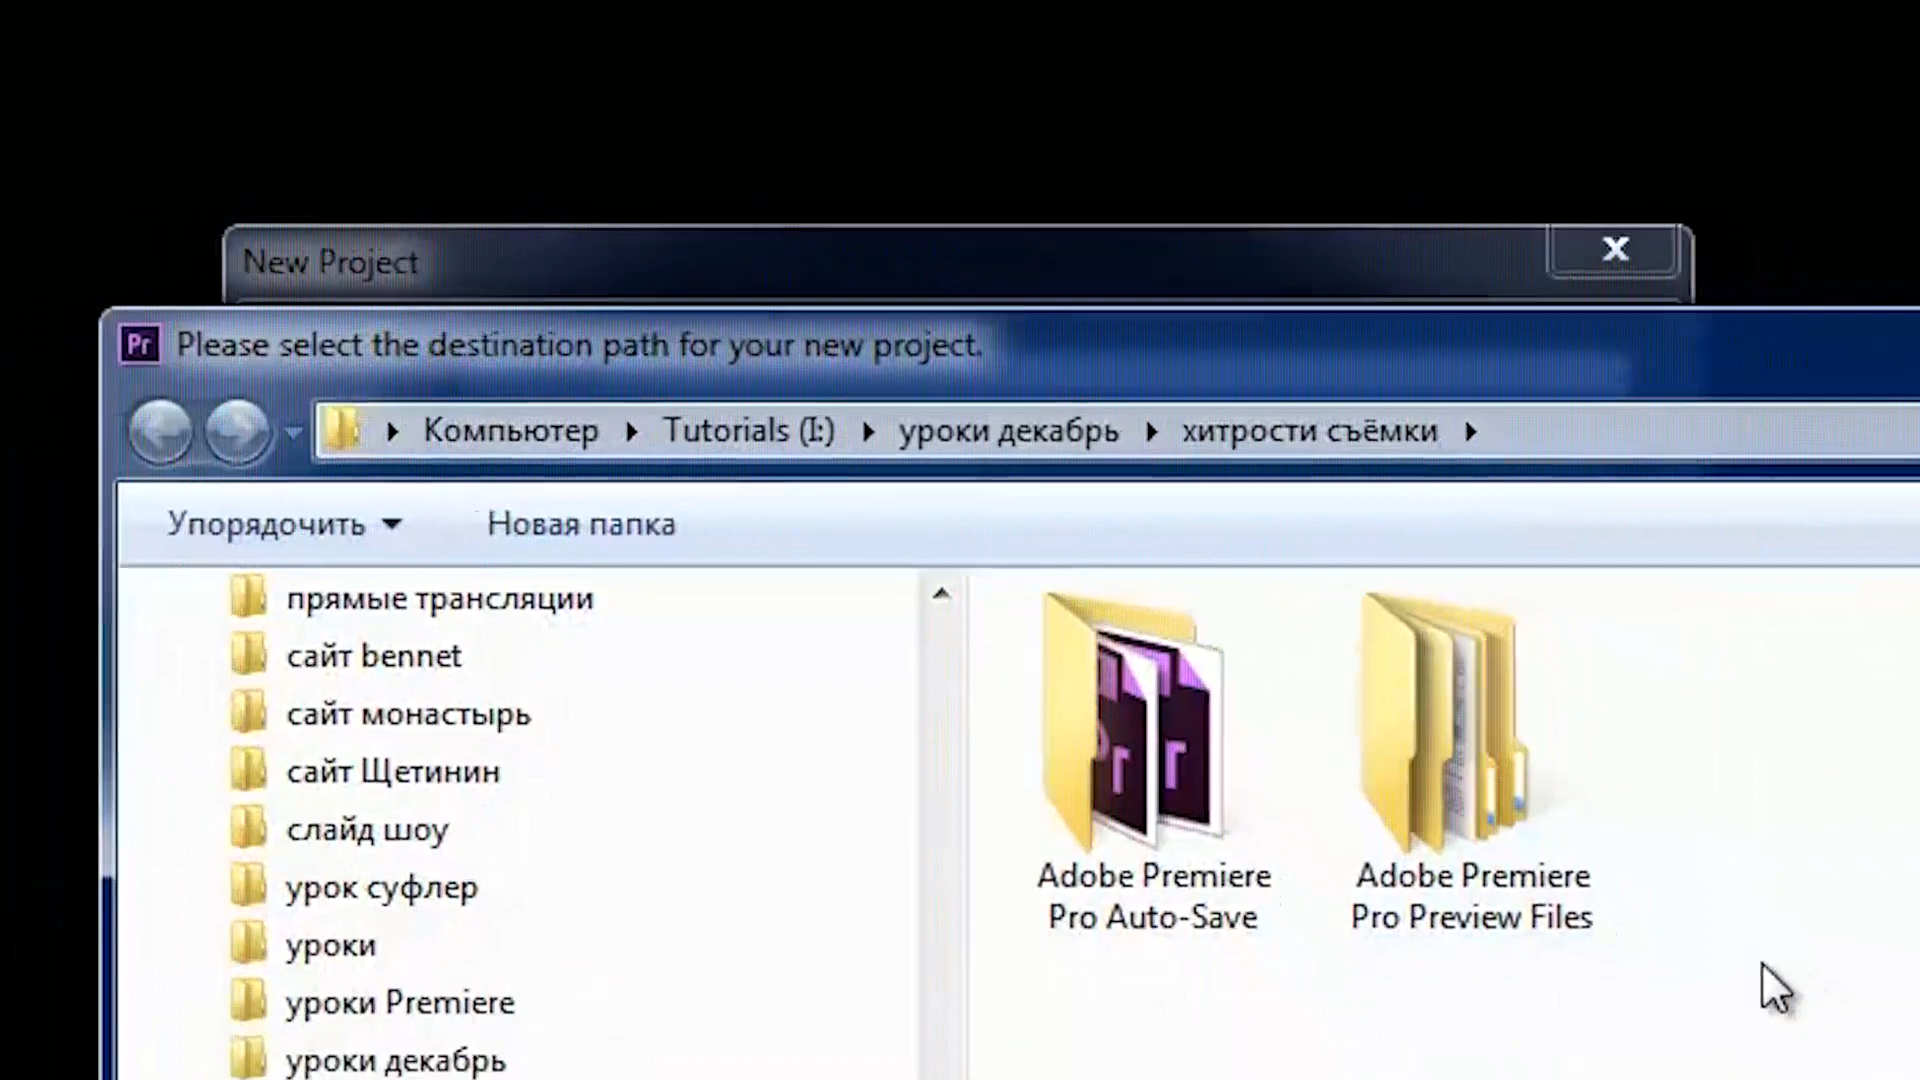 New Project
Pr Please select the destination path for your new project.
Компьютер Tutorials (I:) уроки декабрь хитрости съёмки
Упорядочить Новая папка
прямые трансляции
сайт bennet
сайт монастырь
сайт Щетинин
слайд шоу
урок суфлер
уроки
уроки Premiere
уроки декабрь
Adobe Premiere
Pro Auto-Save
Adobe Premiere
Pro Preview Files